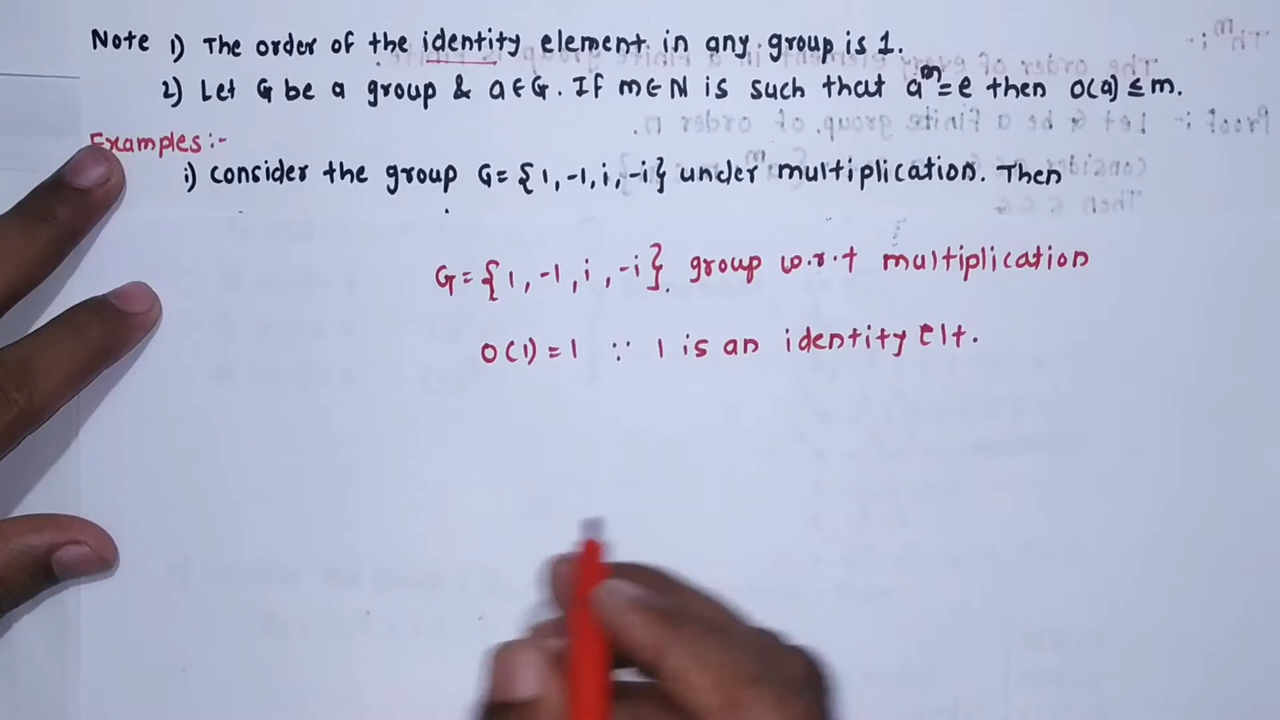 Note 1) The order of the identity element in any group is 1.
2) Let G be a group & a∈G. If m∈N is such that a^m=e then o(a) ≤ m.
Examples:-
i) consider the group G={1,-1,i,-i} under multiplication. Then
G={1,-1,i,-i}. group w.r.t multiplication
o(1)=1 ∵ 1 is an identity elt.